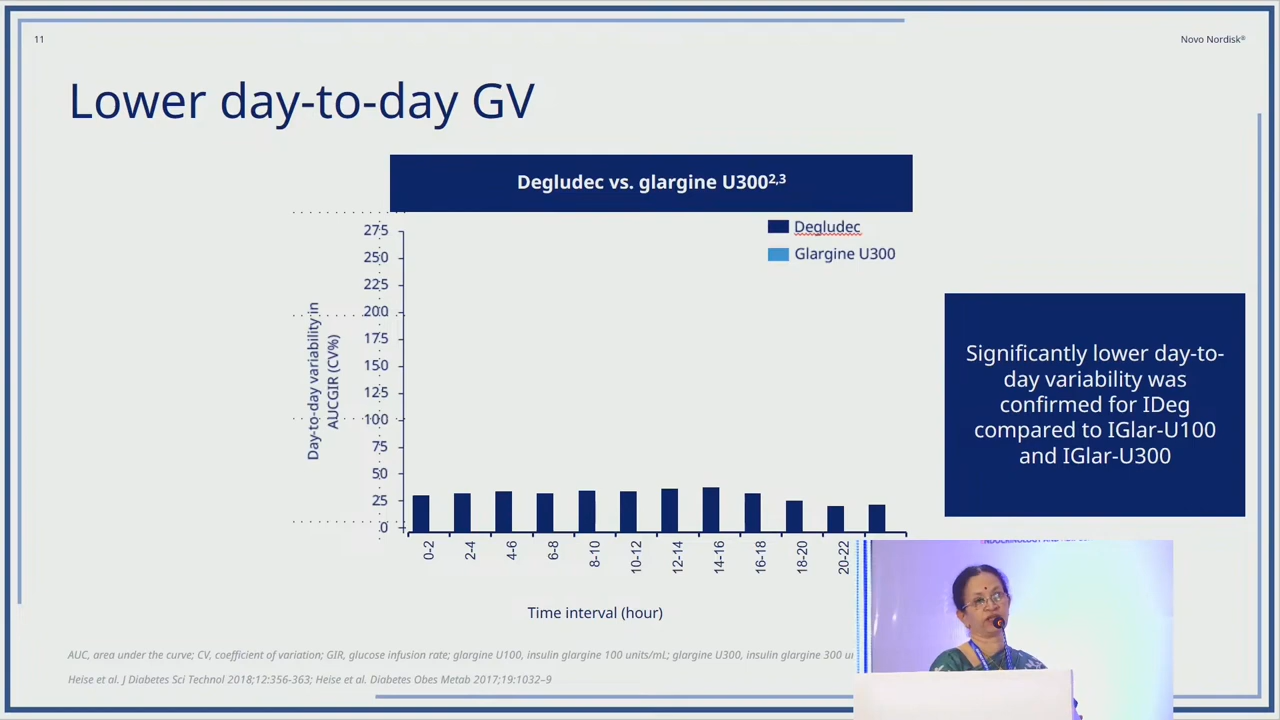 11
Novo Nordisk®
Lower day-to-day GV
Degludec vs. glargine U300²,³
Degludec
Glargine U300
275
250
225
200
175
150
125
100
75
50
25
0
Day-to-day variability in
AUCGIR (CV%)
0-2
2-4
4-6
6-8
8-10
10-12
12-14
14-16
16-18
18-20
20-22
Time interval (hour)
Significantly lower day-to-
day variability was
confirmed for IDeg
compared to IGlar-U100
and IGlar-U300
AUC, area under the curve; CV, coefficient of variation; GIR, glucose infusion rate; glargine U100, insulin glargine 100 units/mL; glargine U300, insulin glargine 300
Heise et al. J Diabetes Sci Technol 2018;12:356-363; Heise et al. Diabetes Obes Metab 2017;19:1032–9